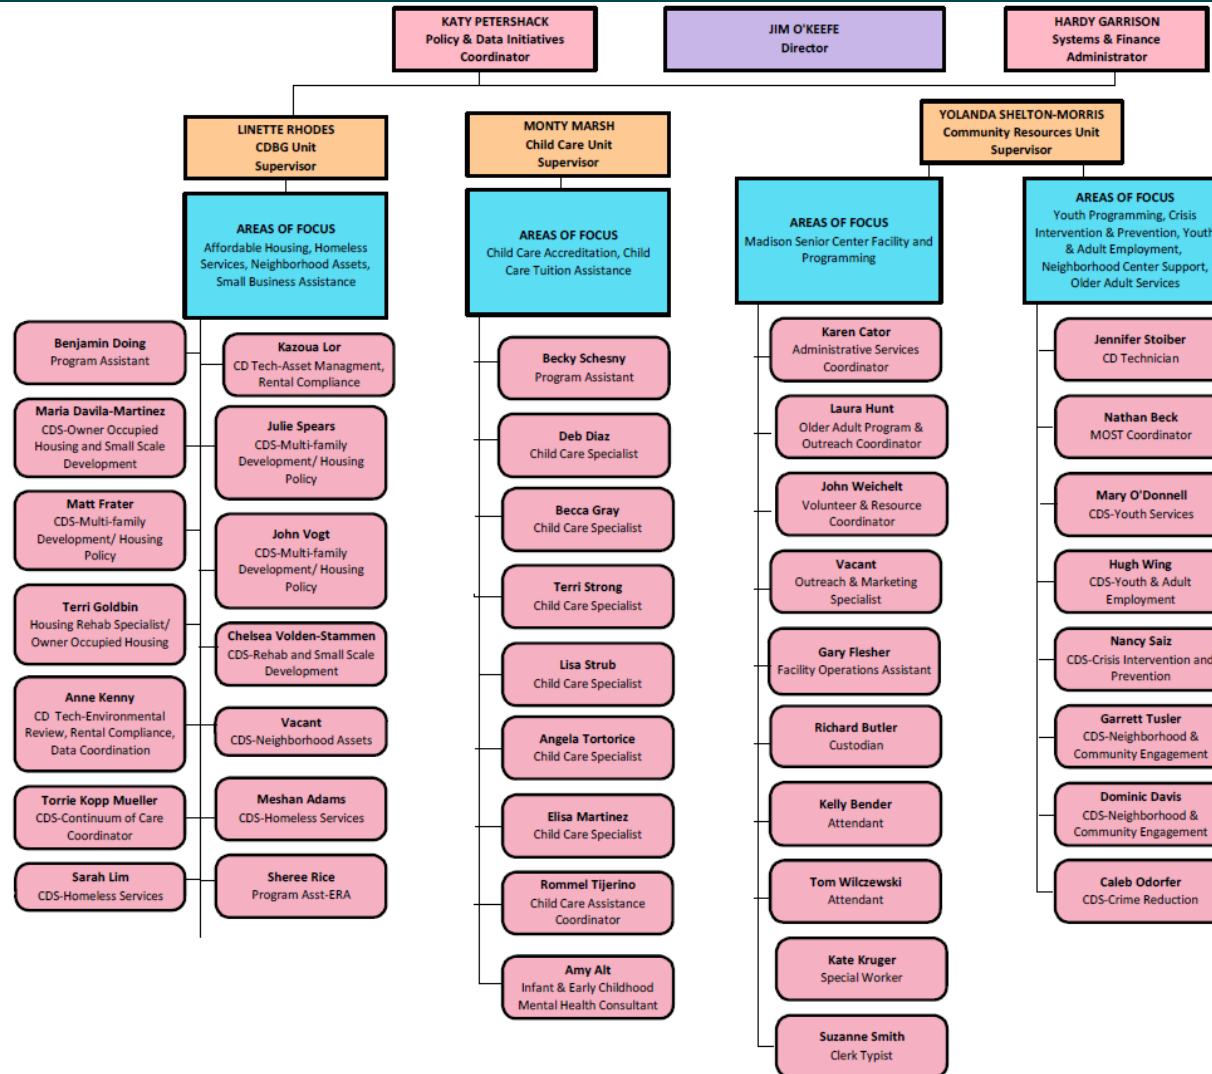 KATY PETERSHACK
Policy & Data Initiatives
Coordinator
JIM O'KEEFE
Director
HARDY GARRISON
Systems & Finance
Administrator
LINETTE RHODES
CDBG Unit
Supervisor
MONTY MARSH
Child Care Unit
Supervisor
YOLANDA SHELTON-MORRIS
Community Resources Unit
Supervisor
AREAS OF FOCUS
Affordable Housing, Homeless
Services, Neighborhood Assets,
Small Business Assistance
AREAS OF FOCUS
Child Care Accreditation, Child
Care Tuition Assistance
AREAS OF FOCUS
Madison Senior Center Facility and
Programming
AREAS OF FOCUS
Youth Programming, Crisis
Intervention & Prevention, Youth
& Adult Employment,
Neighborhood Center Support,
Older Adult Services
Benjamin Doing
Program Assistant
Maria Davila-Martinez
CDS-Owner Occupied
Housing and Small Scale
Development
Matt Frater
CDS-Multi-family
Development/ Housing
Policy
Terri Goldbin
Housing Rehab Specialist/
Owner Occupied Housing
Anne Kenny
CD Tech-Environmental
Review, Rental Compliance,
Data Coordination
Torrie Kopp Mueller
CDS-Continuum of Care
Coordinator
Sarah Lim
CDS-Homeless Services
Kazoua Lor
CD Tech-Asset Managment,
Rental Compliance
Julie Spears
CDS-Multi-family
Development/ Housing
Policy
John Vogt
CDS-Multi-family
Development/ Housing
Policy
Chelsea Volden-Stammen
CDS-Rehab and Small Scale
Development
Vacant
CDS-Neighborhood Assets
Meshan Adams
CDS-Homeless Services
Sheree Rice
Program Asst-ERA
Becky Schesny
Program Assistant
Deb Diaz
Child Care Specialist
Becca Gray
Child Care Specialist
Terri Strong
Child Care Specialist
Lisa Strub
Child Care Specialist
Angela Tortorice
Child Care Specialist
Elisa Martinez
Child Care Specialist
Rommel Tijerino
Child Care Assistance
Coordinator
Amy Alt
Infant & Early Childhood
Mental Health Consultant
Karen Cator
Administrative Services
Coordinator
Laura Hunt
Older Adult Program &
Outreach Coordinator
John Weichelt
Volunteer & Resource
Coordinator
Vacant
Outreach & Marketing
Specialist
Gary Flesher
Facility Operations Assistant
Richard Butler
Custodian
Kelly Bender
Attendant
Tom Wilczewski
Attendant
Kate Kruger
Special Worker
Suzanne Smith
Clerk Typist
Jennifer Stoiber
CD Technician
Nathan Beck
MOST Coordinator
Mary O'Donnell
CDS-Youth Services
Hugh Wing
CDS-Youth & Adult
Employment
Nancy Saiz
CDS-Crisis Intervention and
Prevention
Garrett Tusler
CDS-Neighborhood &
Community Engagement
Dominic Davis
CDS-Neighborhood &
Community Engagement
Caleb Odorfer
CDS-Crime Reduction